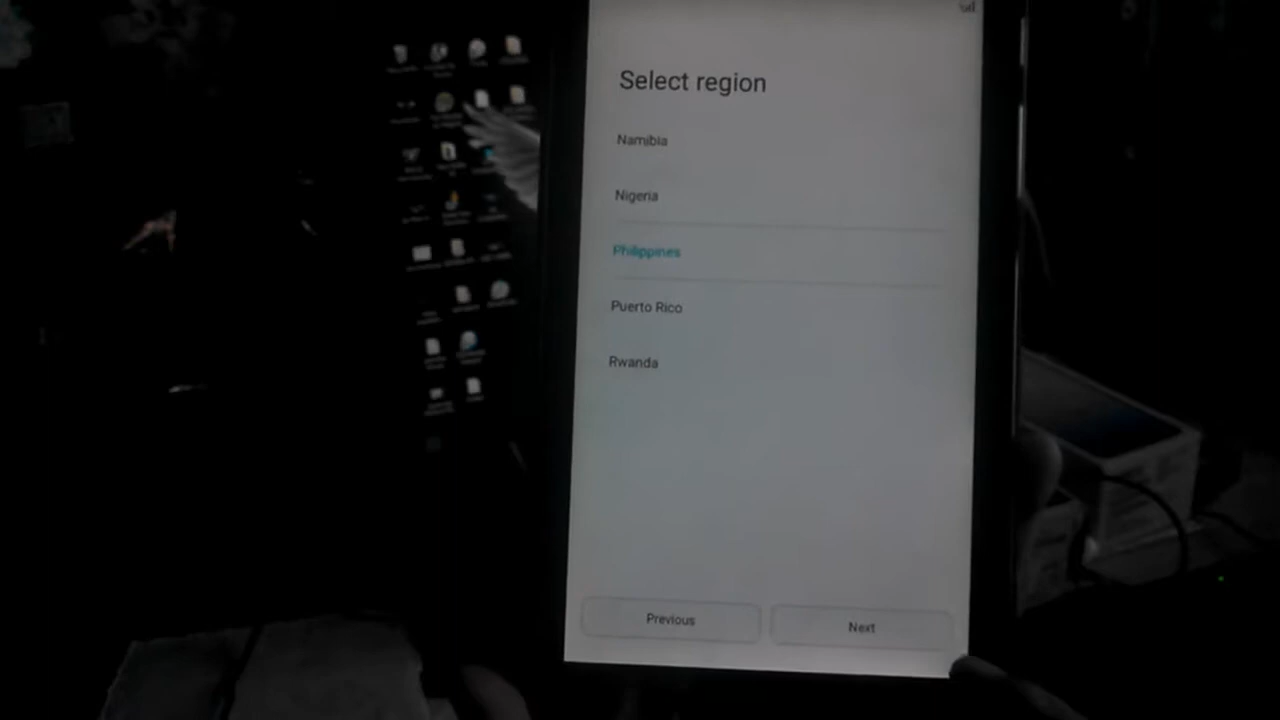 Select region
Namibia
Nigeria
Philippines
Puerto Rico
Rwanda
Previous
Next